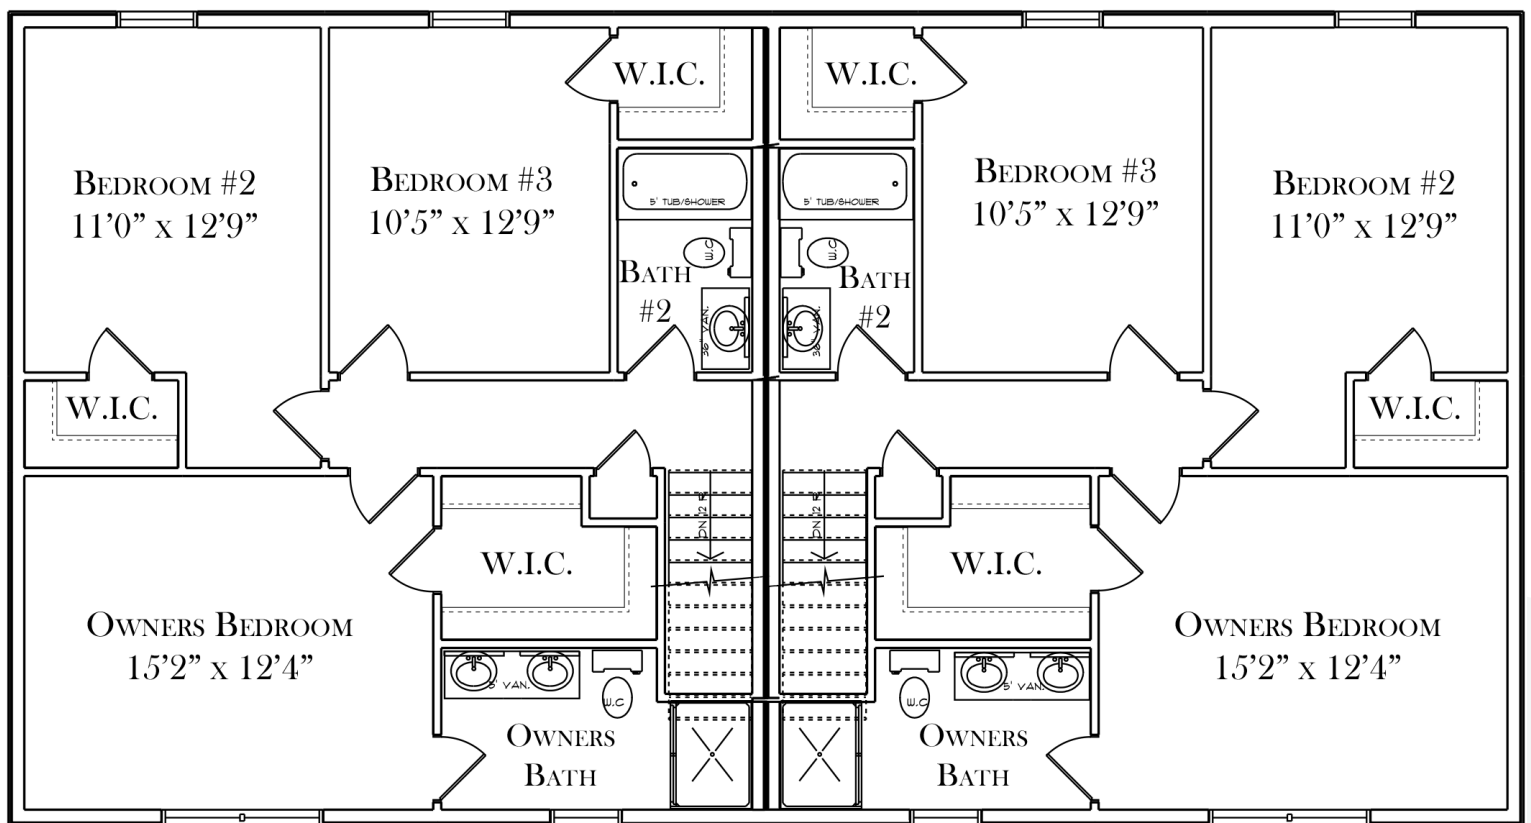 W.I.C.
W.I.C.
BEDROOM #2
11'0" x 12'9"
BEDROOM #3
10'5" x 12'9"
BEDROOM #3
10'5" x 12'9"
BEDROOM #2
11'0" x 12'9"
5' TUB/SHOWER
5' TUB/SHOWER
W.C
W.C
BATH
#2
BATH
#2
36" VAN.
36" VAN.
W.I.C.
W.I.C.
DN 12 R
DN 12 R
W.I.C.
W.I.C.
OWNERS BEDROOM
15'2" x 12'4"
OWNERS BEDROOM
15'2" x 12'4"
5' VAN.
W.C
W.C
5' VAN.
OWNERS
BATH
OWNERS
BATH